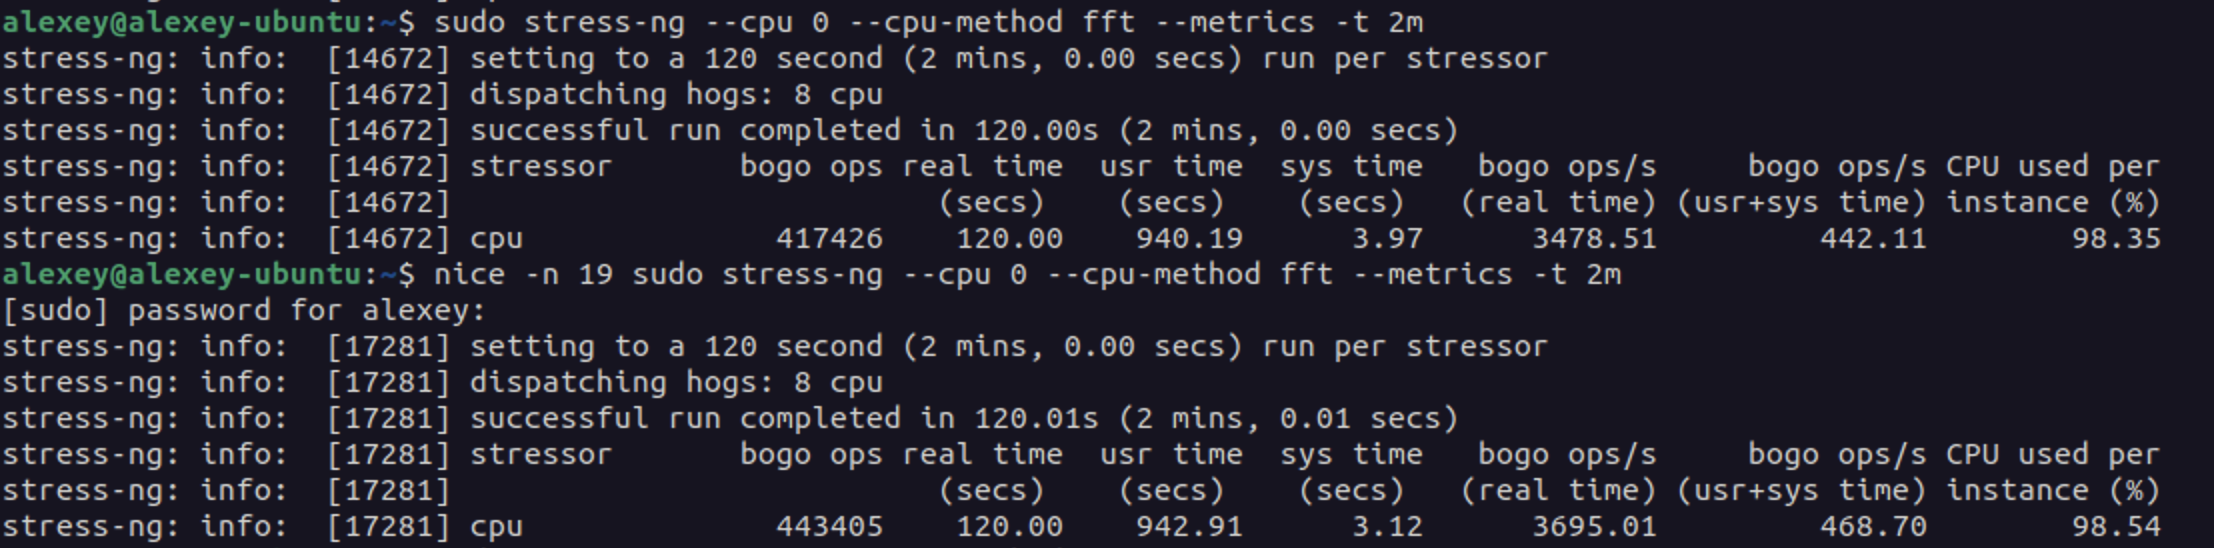 alexey@alexey-ubuntu:~$ sudo stress-ng --cpu 0 --cpu-method fft --metrics -t 2m
stress-ng: info:  [14672] setting to a 120 second (2 mins, 0.00 secs) run per stressor
stress-ng: info:  [14672] dispatching hogs: 8 cpu
stress-ng: info:  [14672] successful run completed in 120.00s (2 mins, 0.00 secs)
stress-ng: info:  [14672] stressor       bogo ops real time  usr time  sys time   bogo ops/s     bogo ops/s CPU used per
stress-ng: info:  [14672]                           (secs)    (secs)    (secs)   (real time) (usr+sys time) instance (%)
stress-ng: info:  [14672] cpu              417426    120.00    940.19      3.97      3478.51         442.11        98.35
alexey@alexey-ubuntu:~$ nice -n 19 sudo stress-ng --cpu 0 --cpu-method fft --metrics -t 2m
[sudo] password for alexey:
stress-ng: info:  [17281] setting to a 120 second (2 mins, 0.00 secs) run per stressor
stress-ng: info:  [17281] dispatching hogs: 8 cpu
stress-ng: info:  [17281] successful run completed in 120.01s (2 mins, 0.01 secs)
stress-ng: info:  [17281] stressor       bogo ops real time  usr time  sys time   bogo ops/s     bogo ops/s CPU used per
stress-ng: info:  [17281]                           (secs)    (secs)    (secs)   (real time) (usr+sys time) instance (%)
stress-ng: info:  [17281] cpu              443405    120.00    942.91      3.12      3695.01         468.70        98.54